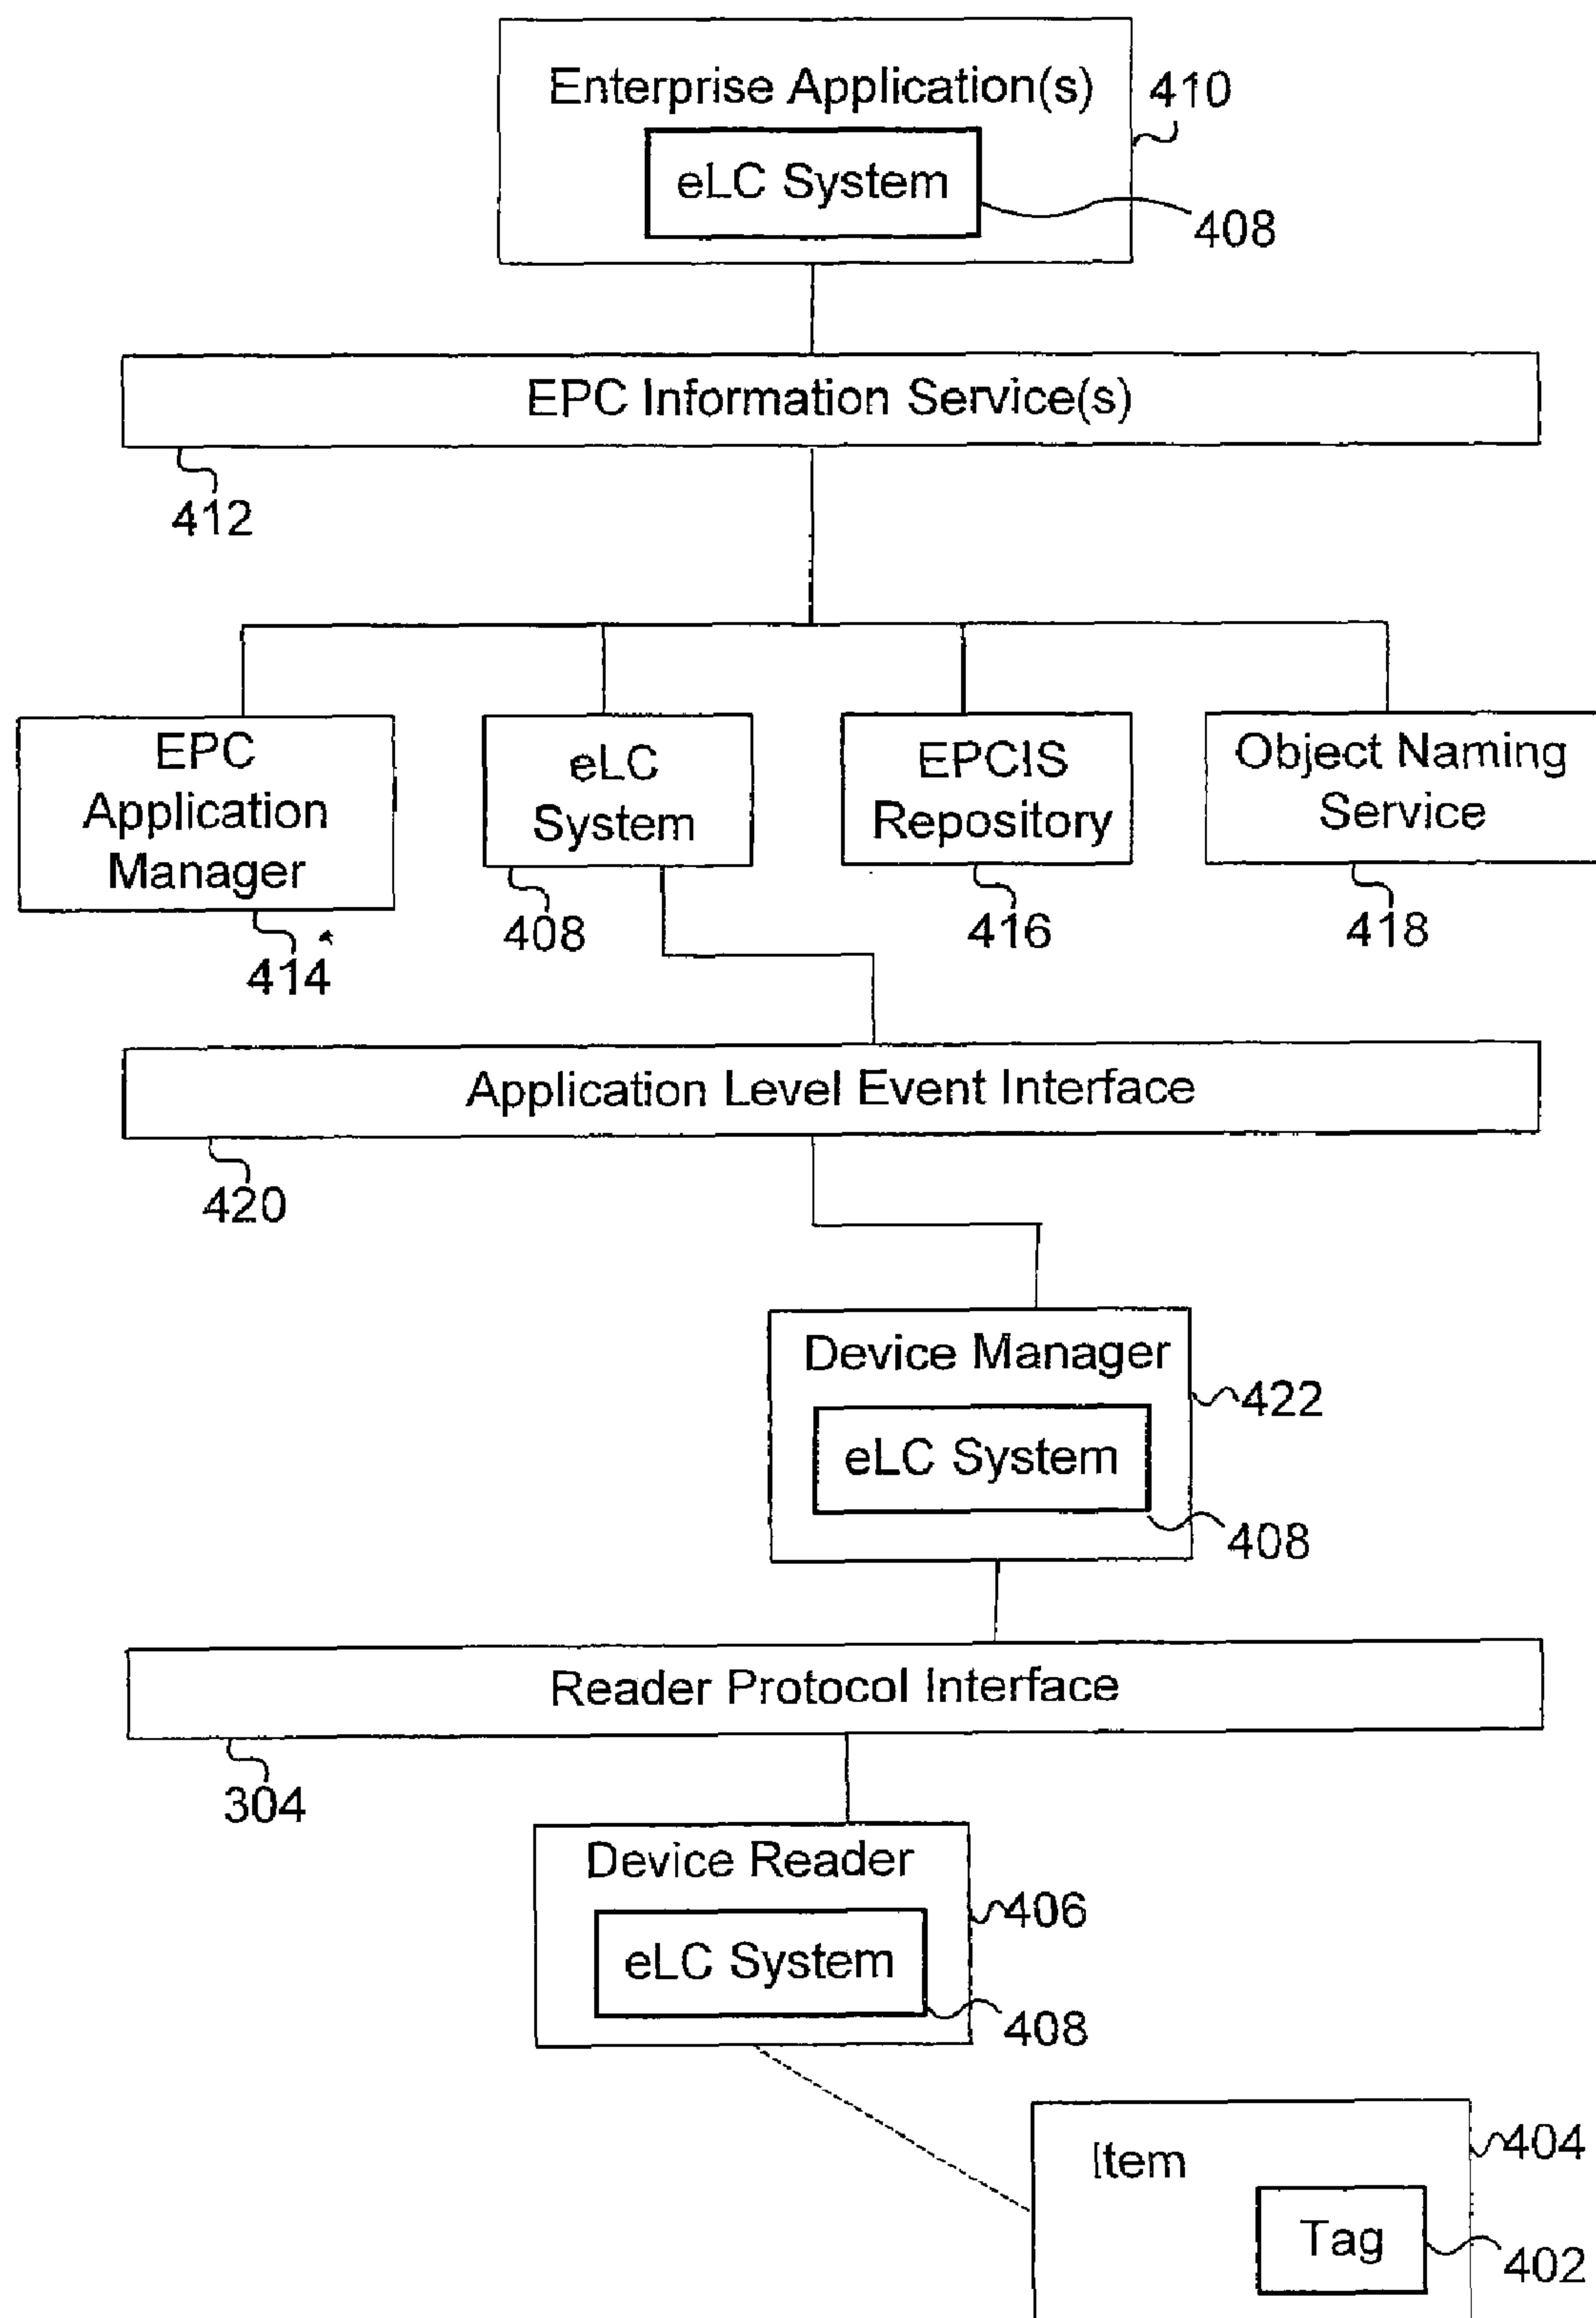 Enterprise Application(s)
410
eLC System
408
EPC Information Service(s)
412
EPC
Application
Manager
414
eLC
System
408
EPCIS
Repository
416
Object Naming
Service
418
Application Level Event Interface
420
Device Manager
422
eLC System
408
Reader Protocol Interface
304
Device Reader
406
eLC System
408
Item
404
Tag
402